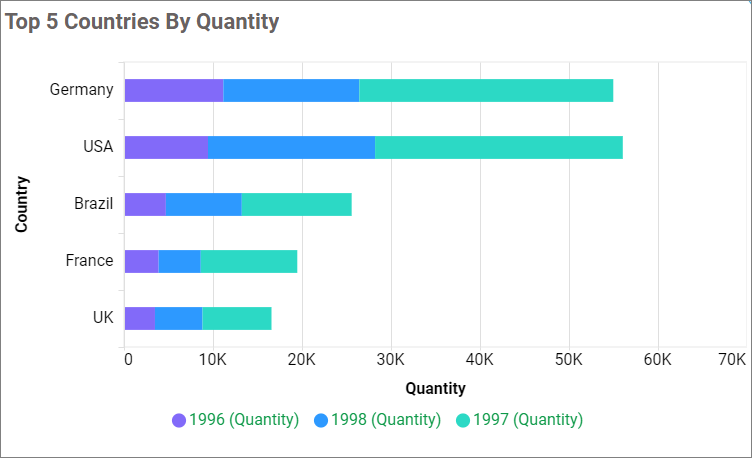 Top 5 Countries By Quantity
Country
Germany
USA
Brazil
France
UK
0 10K 20K 30K 40K 50K 60K 70K
Quantity
1996 (Quantity) 1998 (Quantity) 1997 (Quantity)